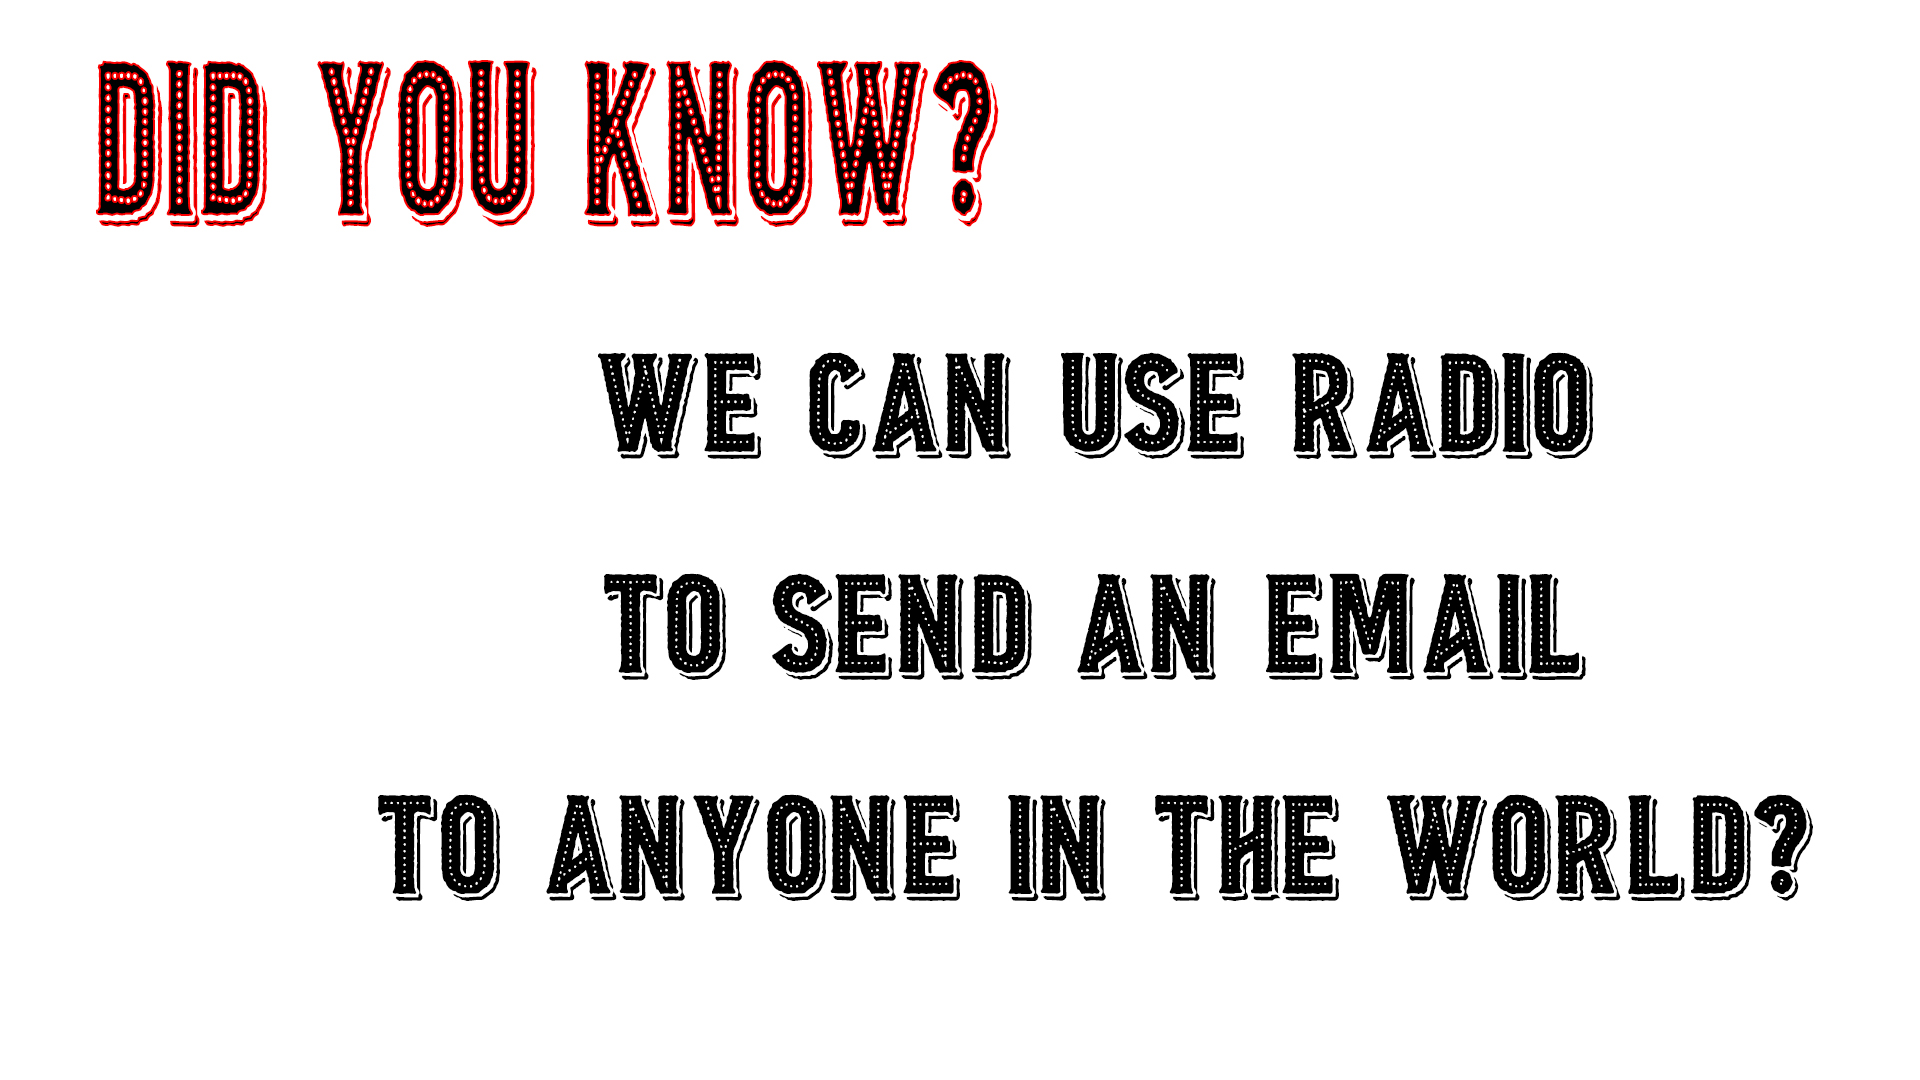 DID YOU KNOW?
WE CAN USE RADIO
TO SEND AN EMAIL
TO ANYONE IN THE WORLD?